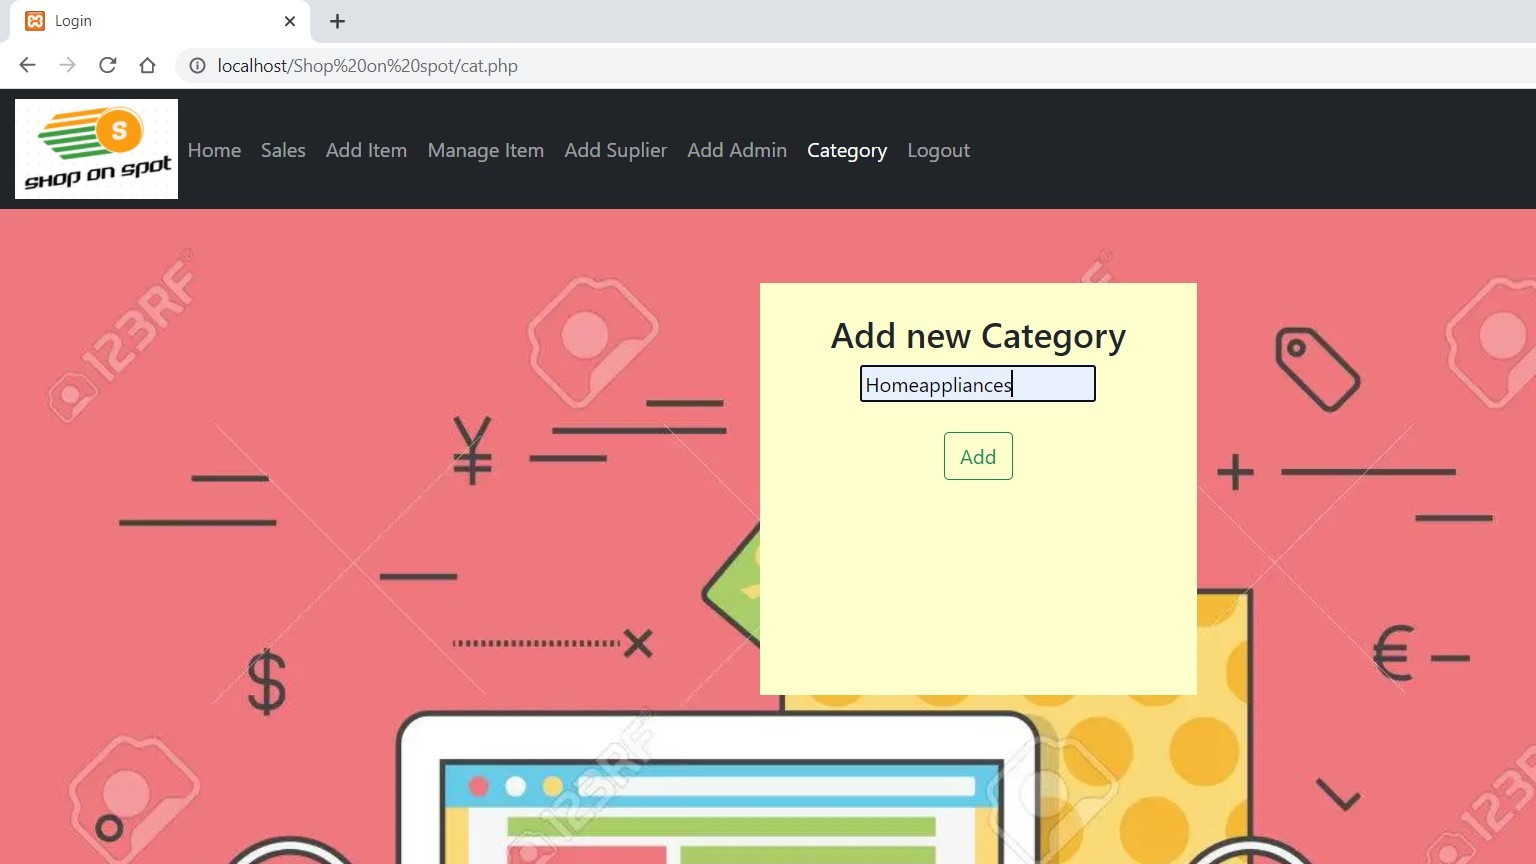 Login
localhost/Shop%20on%20spot/cat.php
S
SHOP ON SPOT
Home Sales Add Item Manage Item Add Suplier Add Admin Category Logout
123RF
Add new Category
Homeappliances
¥
Add
$
€
123RF
123RF